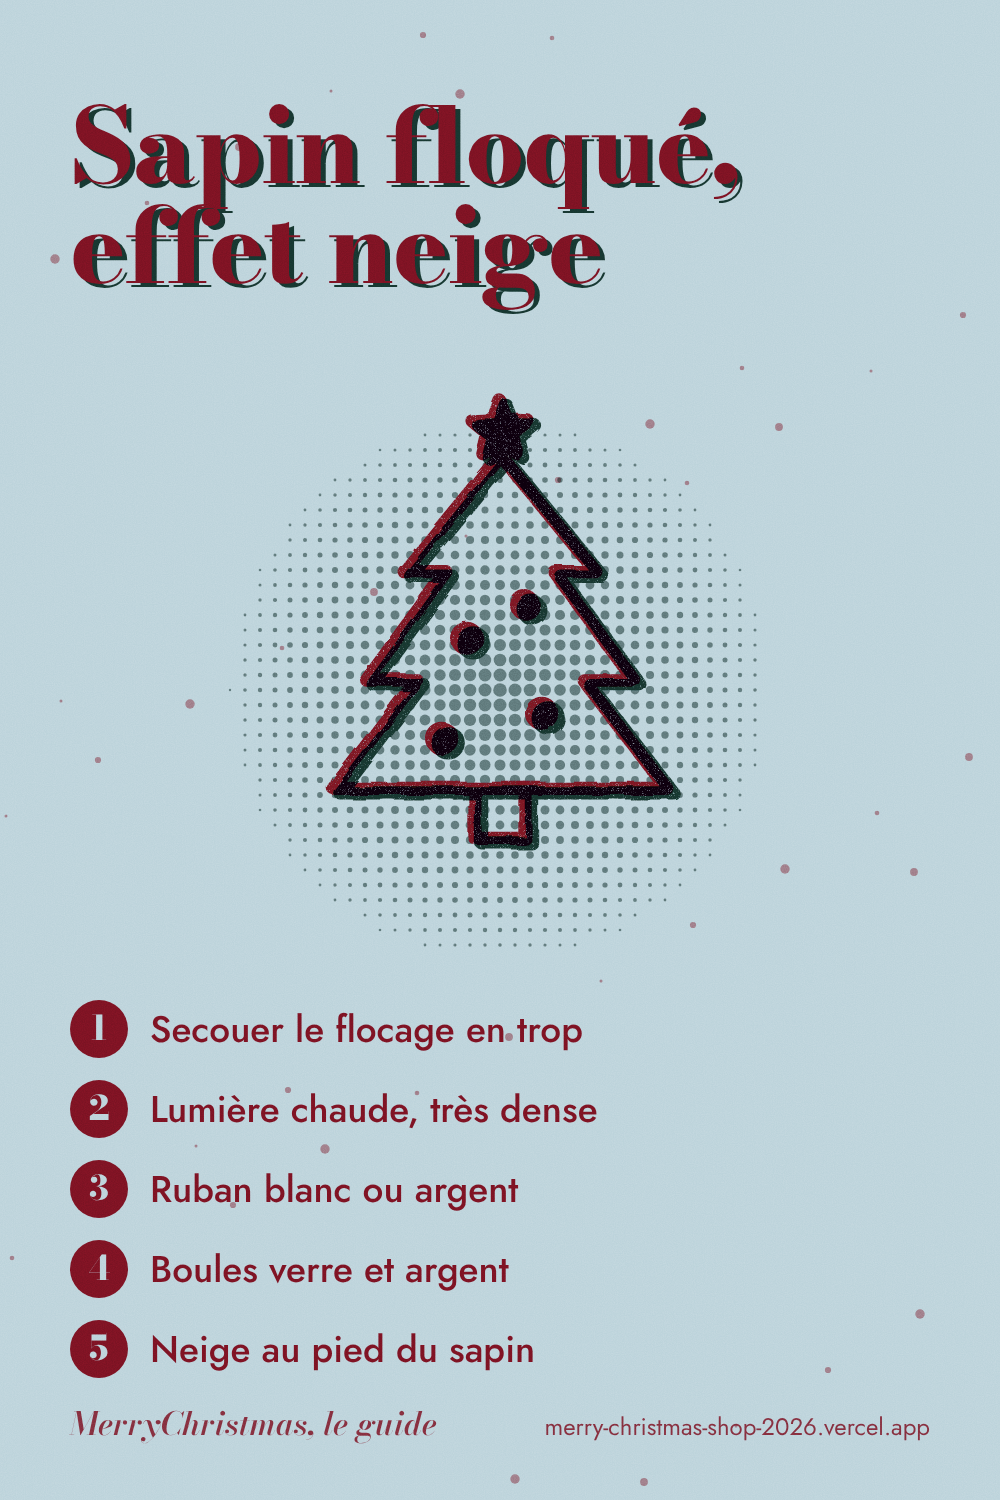 Sapin floqué,
effet neige
1 Secouer le flocage en trop
2 Lumière chaude, très dense
3 Ruban blanc ou argent
4 Boules verre et argent
5 Neige au pied du sapin
MerryChristmas, le guide
merry-christmas-shop-2026.vercel.app